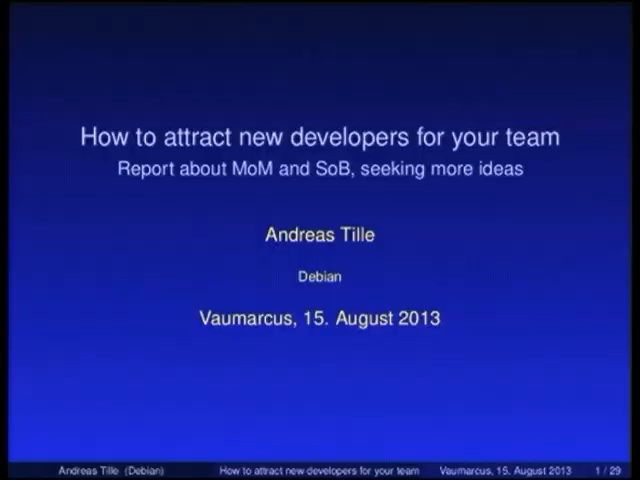 How to attract new developers for your team
Report about MoM and SoB, seeking more ideas
Andreas Tille
Debian
Vaumarcus, 15. August 2013
Andreas Tille (Debian) How to attract new developers for your team Vaumarcus, 15. August 2013 1 / 29